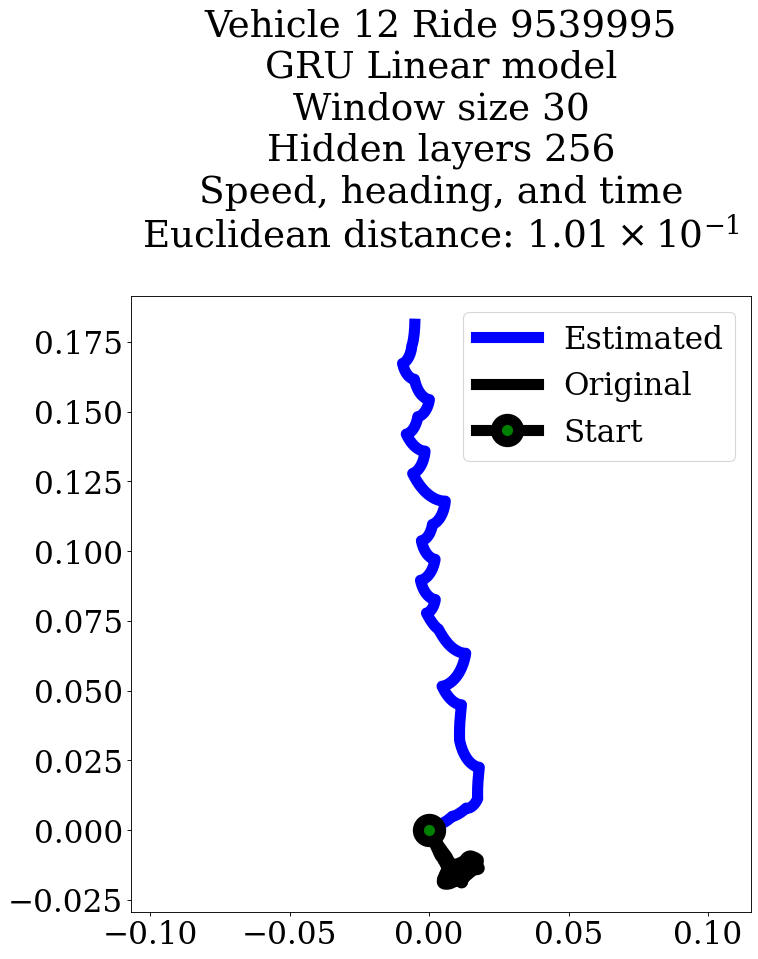 Vehicle 12 Ride 9539995
GRU Linear model
Window size 30
Hidden layers 256
Speed, heading, and time
Euclidean distance: 1.01 × 10⁻¹
Estimated
Original
Start
0.175
0.150
0.125
0.100
0.075
0.050
0.025
0.000
−0.025
−0.10 −0.05 0.00 0.05 0.10